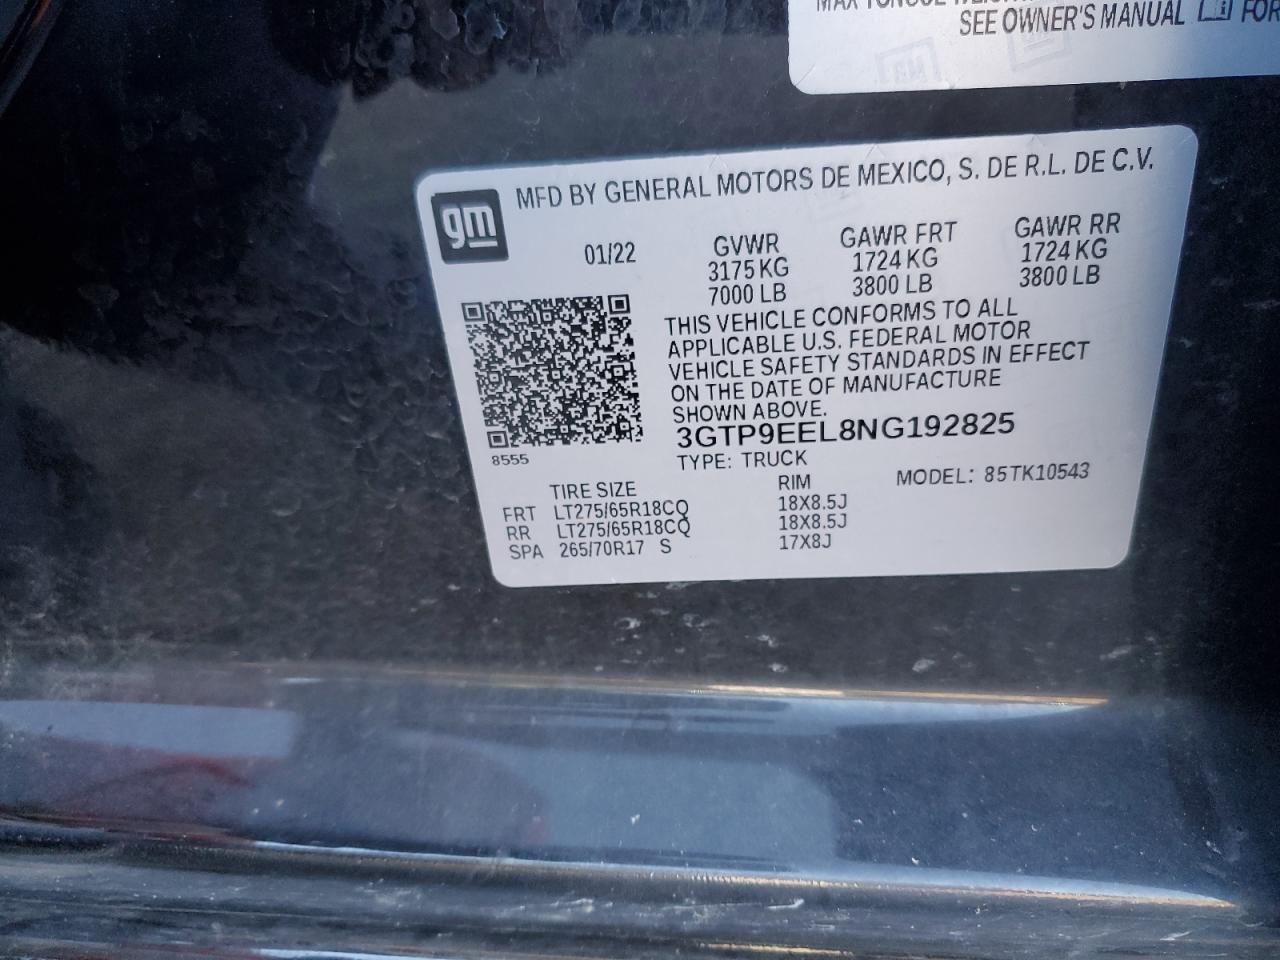 SEE OWNER'S MANUAL FOR
gm
MFD BY GENERAL MOTORS DE MEXICO, S. DE R.L. DE C.V.
01/22 GVWR GAWR FRT GAWR RR
3175 KG 1724 KG 1724 KG
7000 LB 3800 LB 3800 LB
THIS VEHICLE CONFORMS TO ALL
APPLICABLE U.S. FEDERAL MOTOR
VEHICLE SAFETY STANDARDS IN EFFECT
ON THE DATE OF MANUFACTURE
SHOWN ABOVE.
3GTP9EEL8NG192825
8555
TYPE: TRUCK
MODEL: 85TK10543
TIRE SIZE RIM
FRT LT275/65R18CQ 18X8.5J
RR LT275/65R18CQ 18X8.5J
SPA 265/70R17 S 17X8J